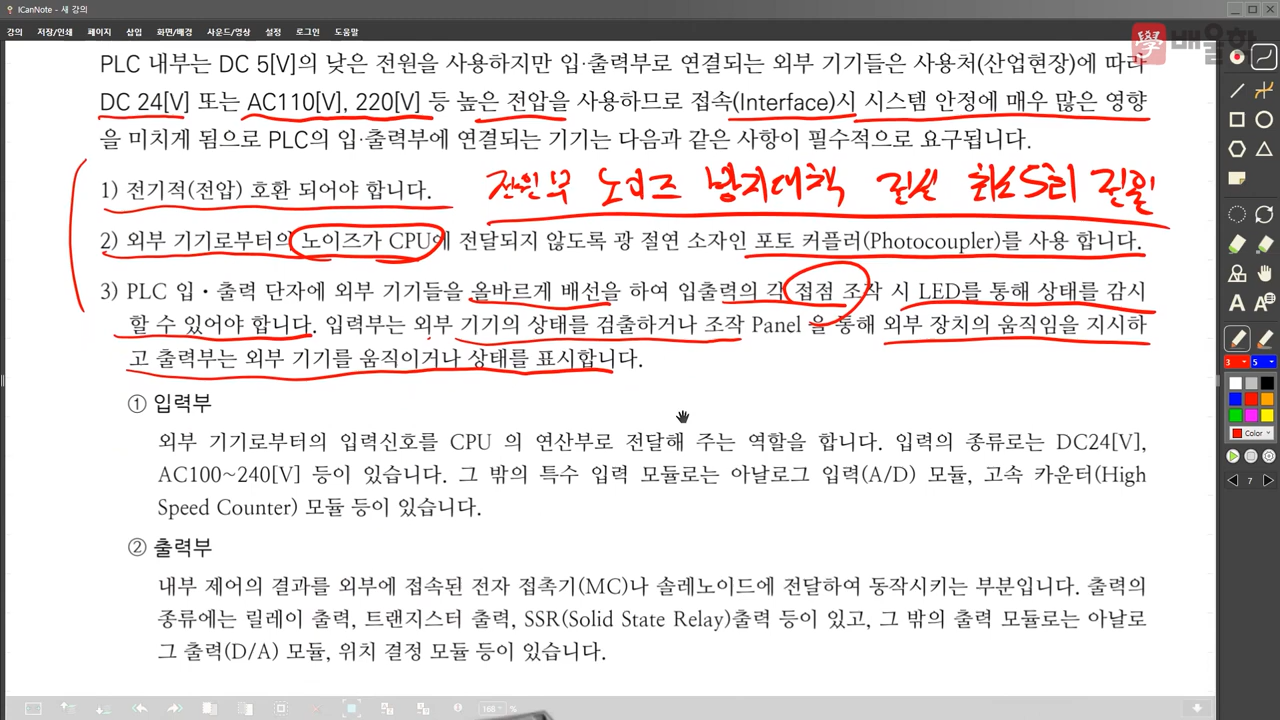 ICanNote - 새 강의
강의 저장/인쇄 페이지 삽입 화면/배경 사운드/영상 설정 로그인 도움말
學 배울학
PLC 내부는 DC 5[V]의 낮은 전원을 사용하지만 입·출력부로 연결되는 외부 기기들은 사용처(산업현장)에 따라
DC 24[V] 또는 AC110[V], 220[V] 등 높은 전압을 사용하므로 접속(Interface)시 시스템 안정에 매우 많은 영향
을 미치게 됨으로 PLC의 입·출력부에 연결되는 기기는 다음과 같은 사항이 필수적으로 요구됩니다.
1) 전기적(전압) 호환 되어야 합니다. 전원부 노이즈 방지대책
2) 외부 기기로부터의 노이즈가 CPU에 전달되지 않도록 광 절연 소자인 포토 커플러(Photocoupler)를 사용 합니다.
3) PLC 입·출력 단자에 외부 기기들을 올바르게 배선을 하여 입출력의 각 접점 조작 시 LED를 통해 상태를 감시
할 수 있어야 합니다. 입력부는 외부 기기의 상태를 검출하거나 조작 Panel 을 통해 외부 장치의 움직임을 지시하
고 출력부는 외부 기기를 움직이거나 상태를 표시합니다.
① 입력부
외부 기기로부터의 입력신호를 CPU 의 연산부로 전달해 주는 역할을 합니다. 입력의 종류로는 DC24[V],
AC100~240[V] 등이 있습니다. 그 밖의 특수 입력 모듈로는 아날로그 입력(A/D) 모듈, 고속 카운터(High
Speed Counter) 모듈 등이 있습니다.
② 출력부
내부 제어의 결과를 외부에 접속된 전자 접촉기(MC)나 솔레노이드에 전달하여 동작시키는 부분입니다. 출력의
종류에는 릴레이 출력, 트랜지스터 출력, SSR(Solid State Relay)출력 등이 있고, 그 밖의 출력 모듈로는 아날로
그 출력(D/A) 모듈, 위치 결정 모듈 등이 있습니다.
3 5
Color
7
168 %